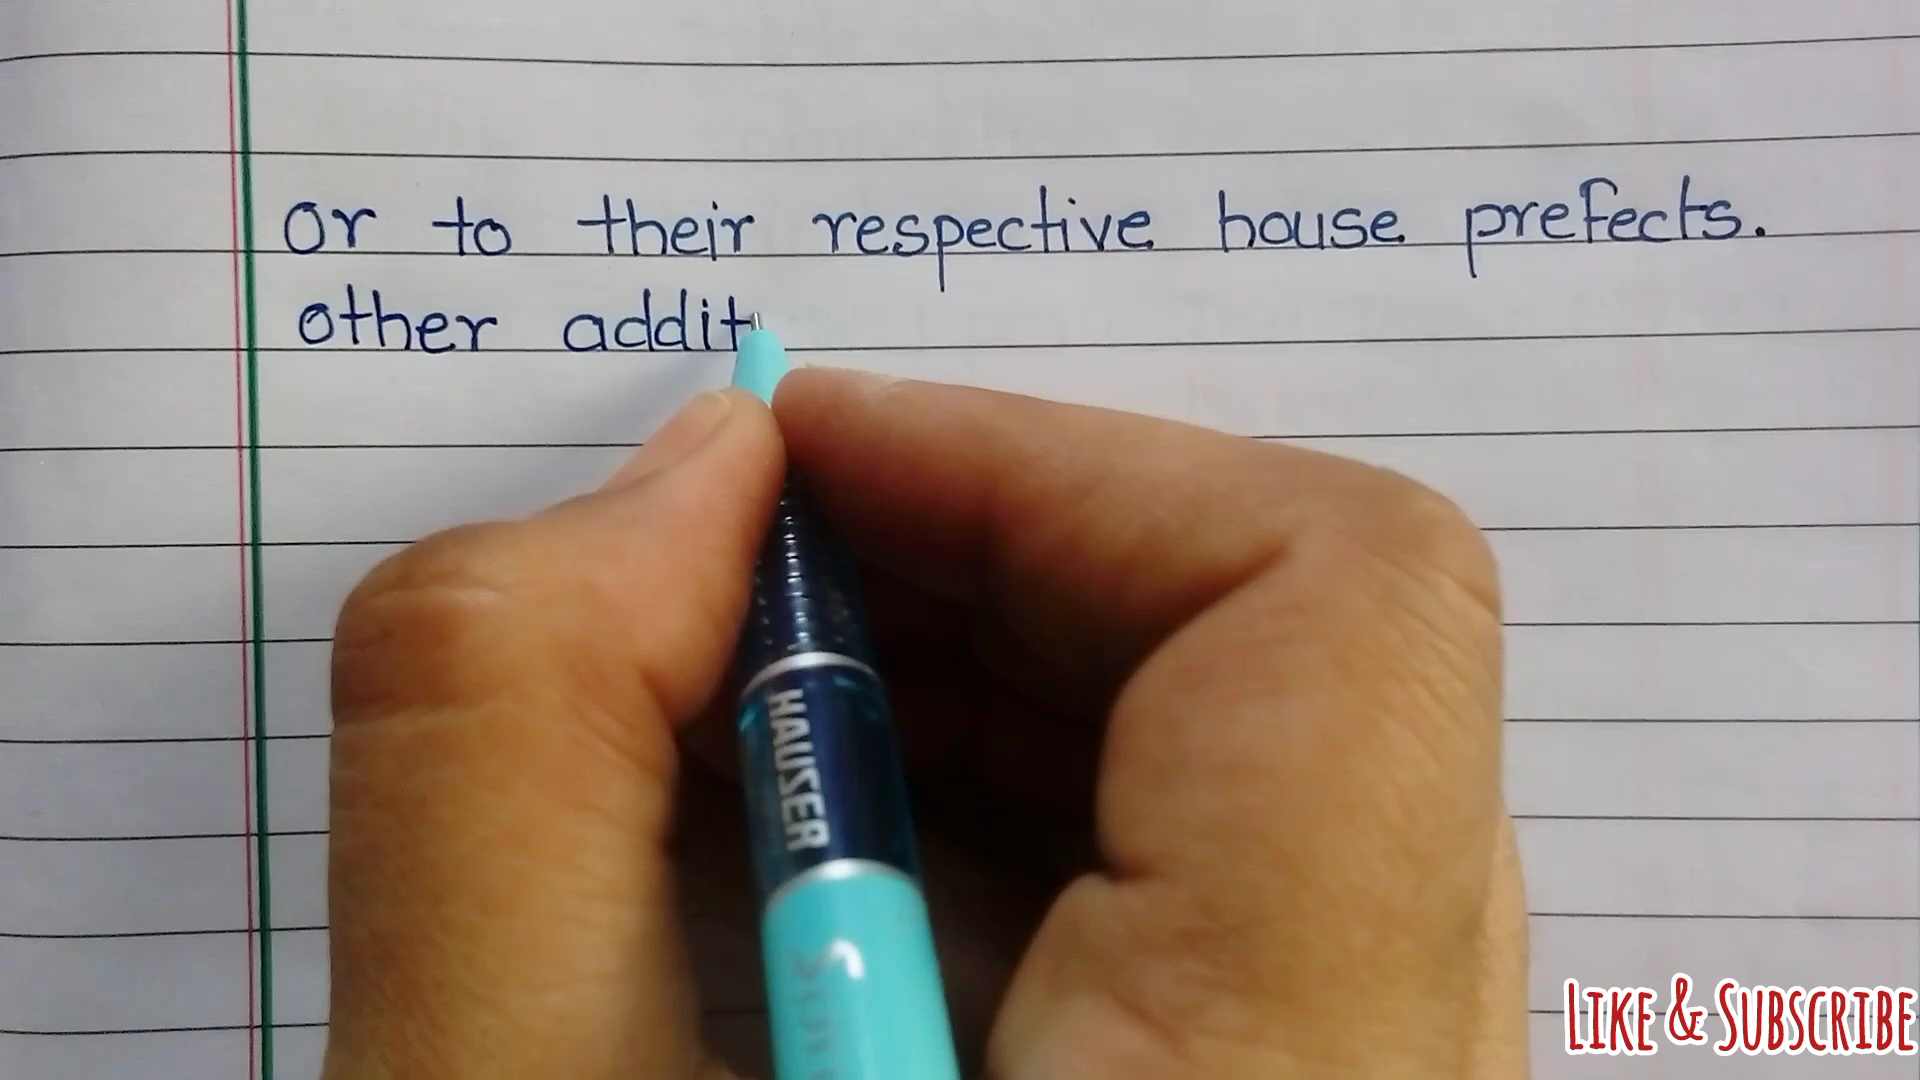 or to their respective house prefects.
other addit
HAUSER
LIKE & SUBSCRIBE